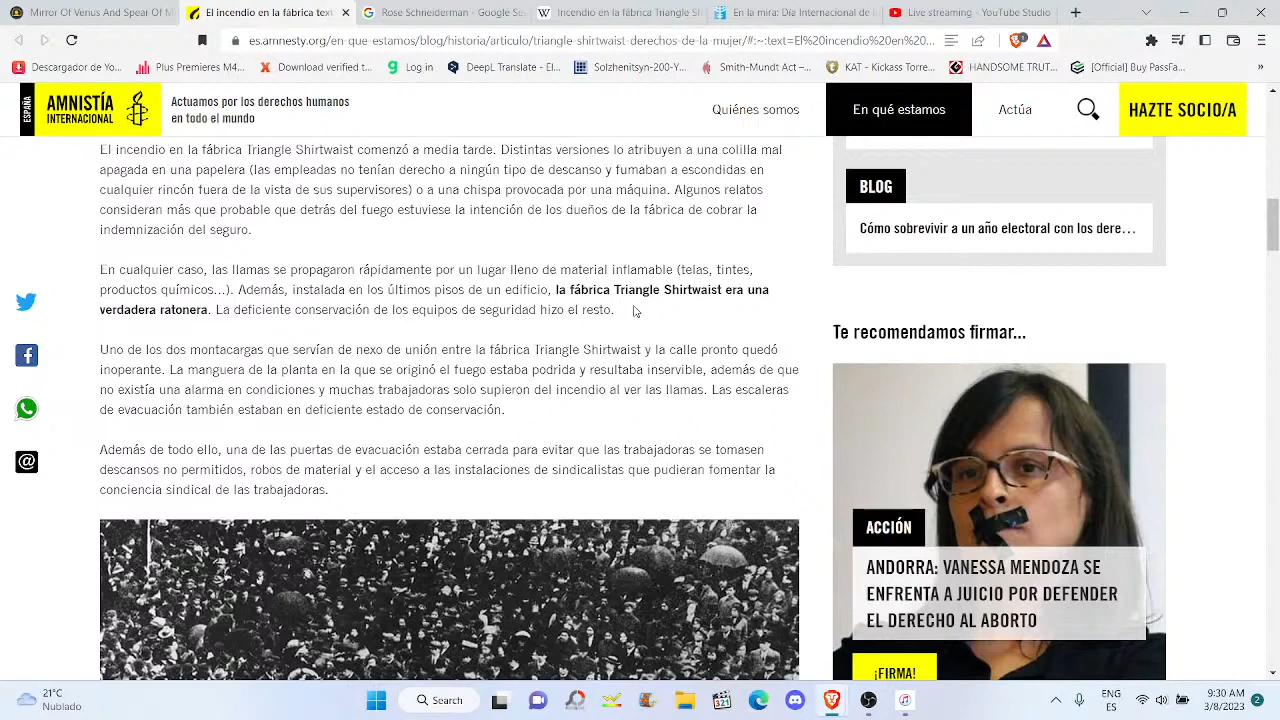 Mirror Of Venus And Speak Of
El incendio en la fábrica text
Rose Schneidermann - Google Se
Incendio en la fábrica Triangle Sl
En la mira: Interiacional de De
El origen feminista del Día
es.amnesty.org/en-que-estamos/blog/historia/articulo/triangle-shirtwaist-derechos-de-la-mujer/#:~:text=El%20incendio%20en%20...
Descargador de Yo...
Plus Premieres M4...
Download verified t...
Log in
DeepL Translate - El...
Solzhenitsyn-200-Y...
Smith-Mundt Act –...
KAT - Kickass Torre...
HANDSOME TRUT...
[Official] Buy PassFa...
ESPAÑA
AMNISTÍA
INTERNACIONAL
Actuamos por los derechos humanos
en todo el mundo
Quiénes somos
En qué estamos
Actúa
HAZTE SOCIO/A
El incendio en la fábrica Triangle Shirtwaist comenzó a media tarde. Distintas versiones lo atribuyen a una colilla mal
apagada en una papelera (las empleadas no tenían derecho a ningún tipo de descanso y fumaban a escondidas en
cualquier rincón fuera de la vista de sus supervisores) o a una chispa provocada por una máquina. Algunos relatos
consideran más que probable que detrás del fuego estuviese la intención de los dueños de la fábrica de cobrar la
indemnización del seguro.
En cualquier caso, las llamas se propagaron rápidamente por un lugar lleno de material inflamable (telas, tintes,
productos químicos...). Además, instalada en los últimos pisos de un edificio, la fábrica Triangle Shirtwaist era una
verdadera ratonera. La deficiente conservación de los equipos de seguridad hizo el resto.
Uno de los dos montacargas que servían de nexo de unión entre la fábrica Triangle Shirtwaist y la calle pronto quedó
inoperante. La manguera de la planta en la que se originó el fuego estaba podrida y resultaba inservible, además de que
no existía una alarma en condiciones y muchas trabajadoras solo supieron del incendio al ver las llamas. Las escaleras
de evacuación también estaban en deficiente estado de conservación.
Además de todo ello, una de las puertas de evacuación estaba cerrada para evitar que las trabajadoras se tomasen
descansos no permitidos, robos de material y el acceso a las instalaciones de sindicalistas que pudieran fomentar la
conciencia sindical de las trabajadoras.
BLOG
Cómo sobrevivir a un año electoral con los dere...
Te recomendamos firmar...
ACCIÓN
ANDORRA: VANESSA MENDOZA SE
ENFRENTA A JUICIO POR DEFENDER
EL DERECHO AL ABORTO
¡FIRMA!
21°C
Nublado
Search
ENG
ES
9:30 AM
3/8/2023
2